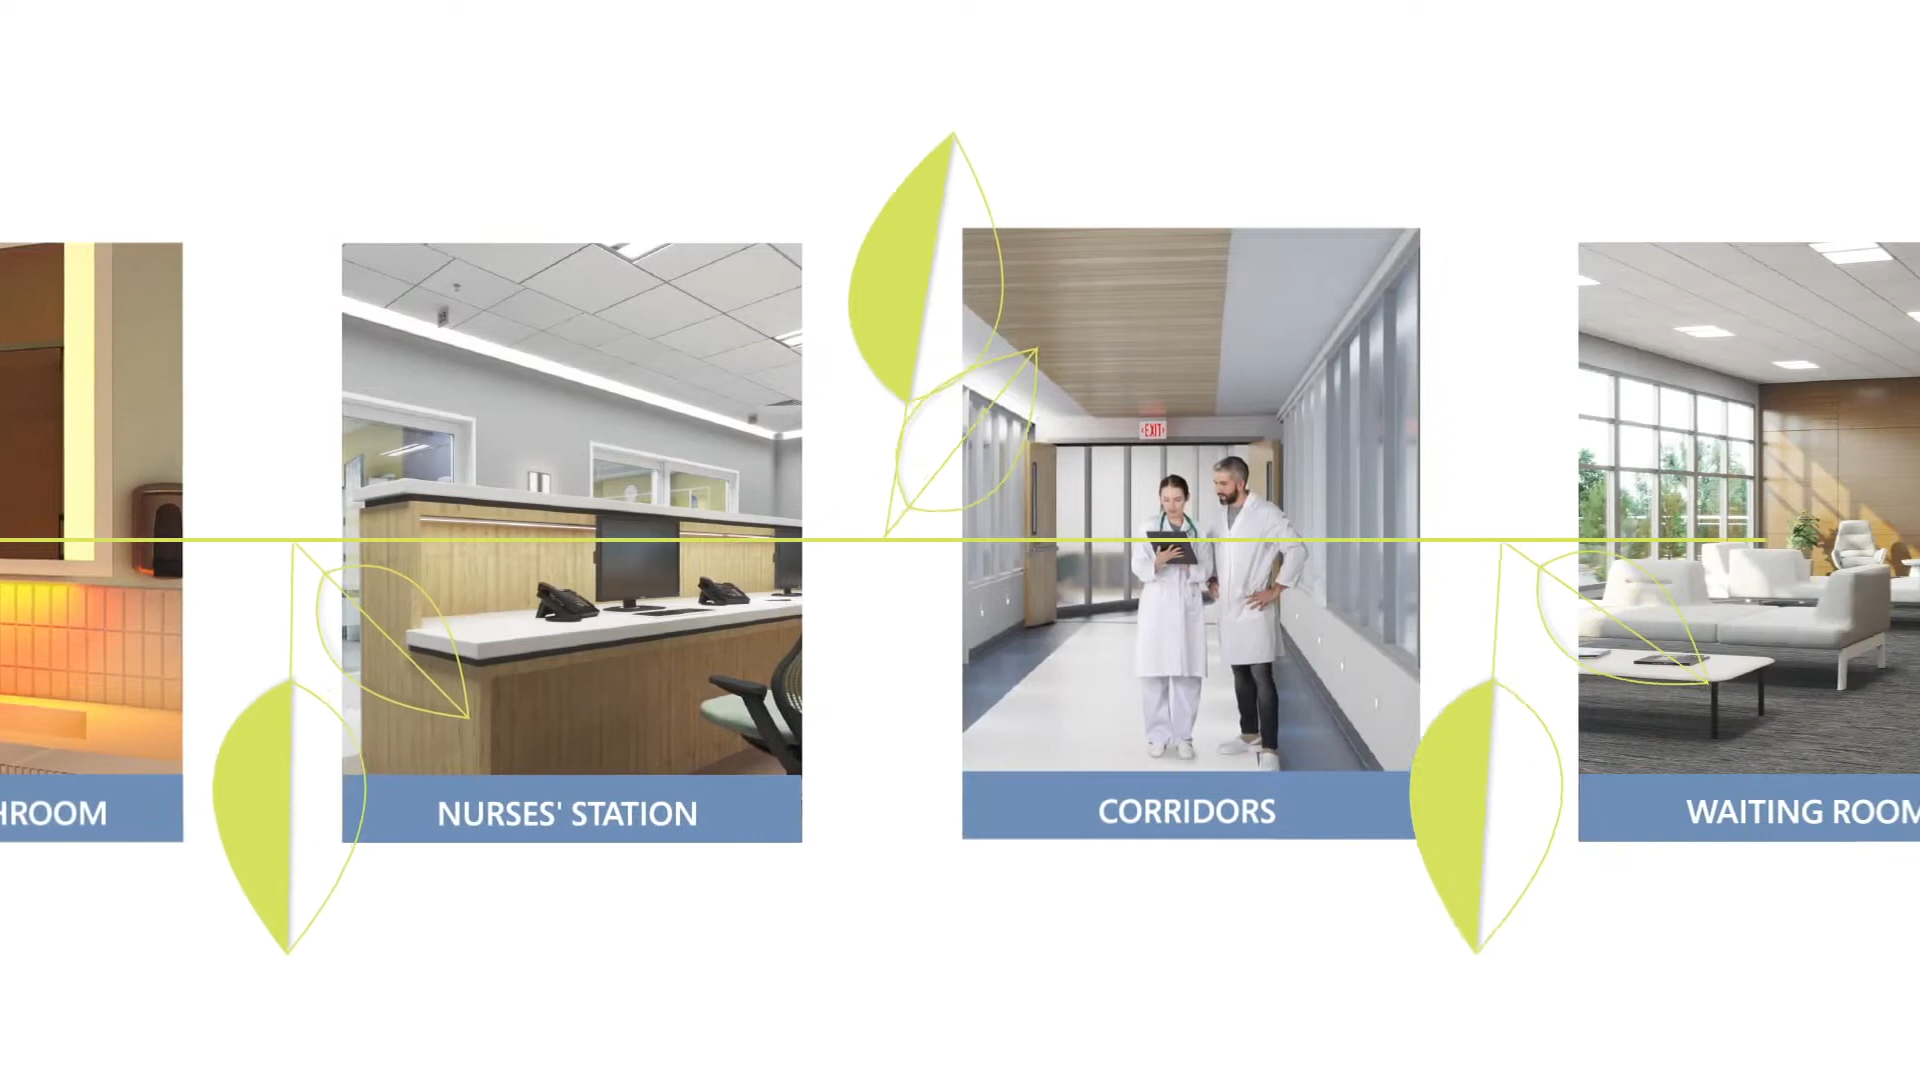 HROOM
NURSES' STATION
EXIT
CORRIDORS
WAITING ROOM